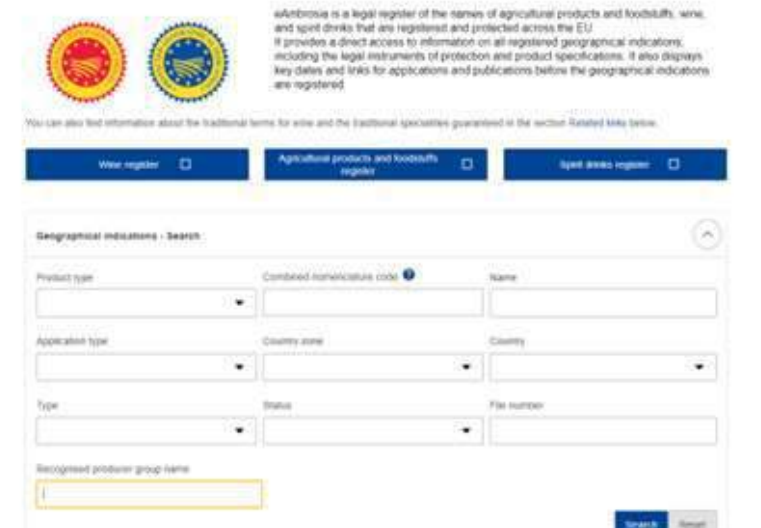 eAmbrosia is a legal register of the names of agricultural products and foodstuffs, wine,
and spirit drinks that are registered and protected across the EU.
It provides a direct access to information on all registered geographical indications,
including the legal instruments of protection and product specifications. It also displays
key dates and links for applications and publications before the geographical indications
are registered.
You can also find information about the traditional terms for wine and the traditional specialities guaranteed in the section Related links below.
Wine register
Agricultural products and foodstuffs
register
Spirit drinks register
Geographical indications - Search
Product type
Combined nomenclature code
Name
Application type
Country zone
Country
Type
Status
File number
Recognised producer group name
Search
Reset